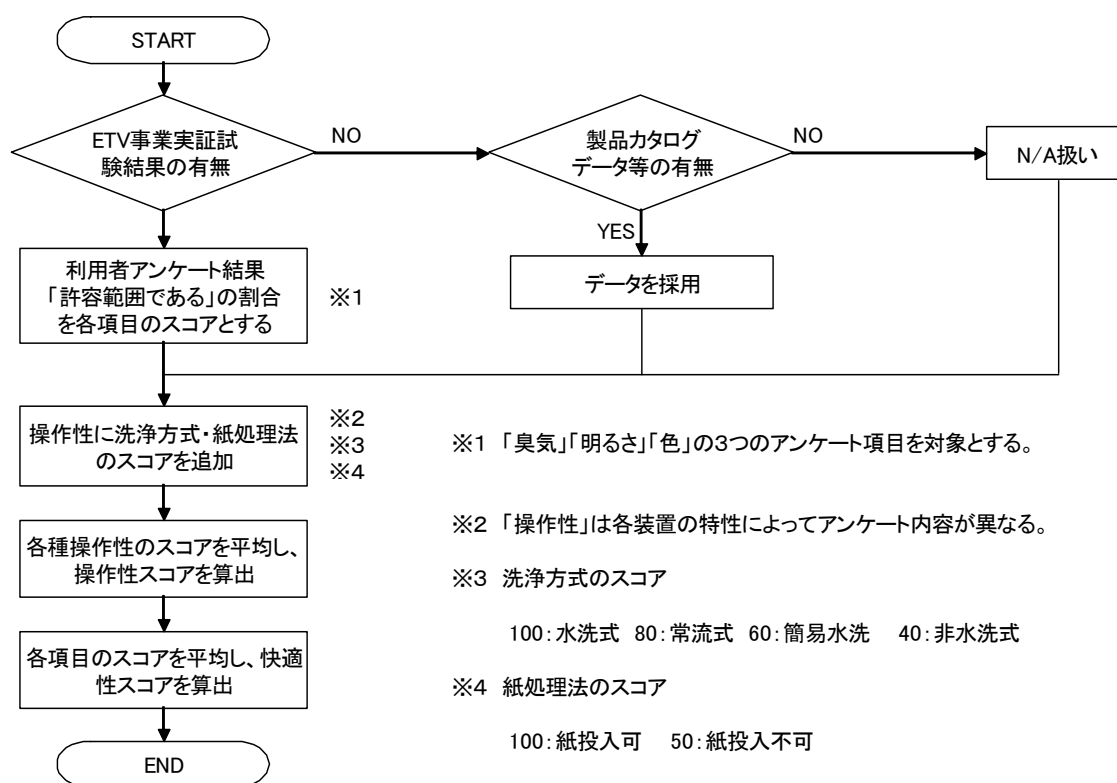 START
ETV事業実証試
験結果の有無
NO
製品カタログ
データ等の有無
NO
N/A扱い
YES
利用者アンケート結果
「許容範囲である」の割合
を各項目のスコアとする
※1
データを採用
操作性に洗浄方式・紙処理法
のスコアを追加
※2
※3
※4
※1 「臭気」「明るさ」「色」の3つのアンケート項目を対象とする。
※2 「操作性」は各装置の特性によってアンケート内容が異なる。
各種操作性のスコアを平均し、
操作性スコアを算出
※3 洗浄方式のスコア
100:水洗式 80:常流式 60:簡易水洗 40:非水洗式
各項目のスコアを平均し、快適
性スコアを算出
※4 紙処理法のスコア
100:紙投入可 50:紙投入不可
END